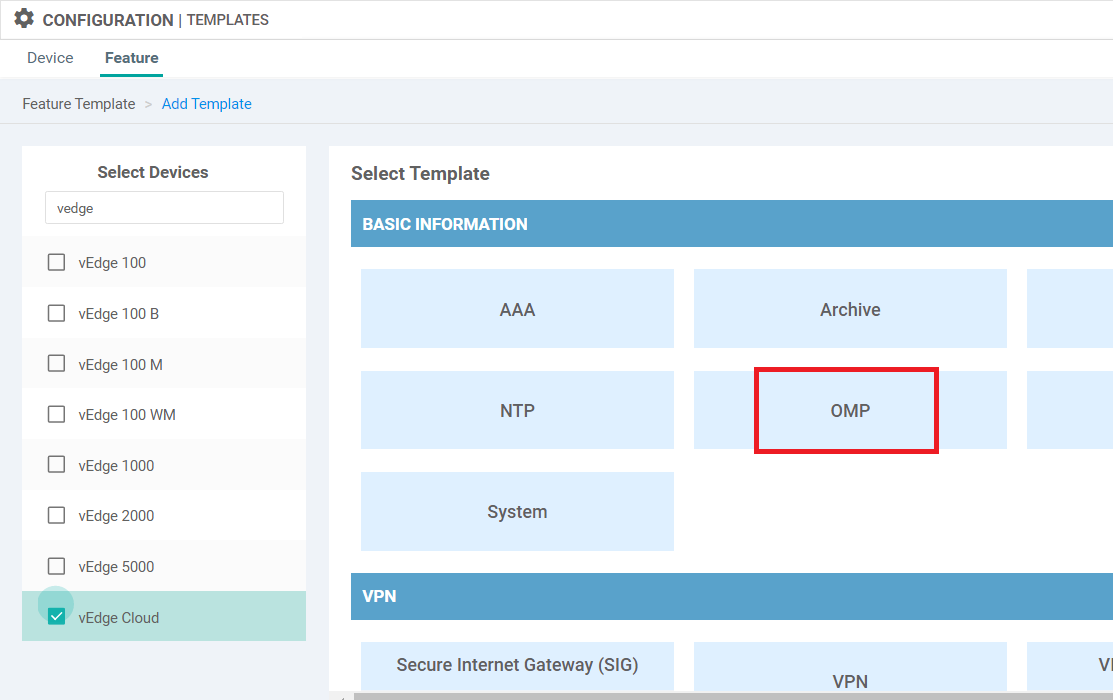 CONFIGURATION | TEMPLATES
Device Feature
Feature Template > Add Template
Select Devices
vedge
vEdge 100
vEdge 100 B
vEdge 100 M
vEdge 100 WM
vEdge 1000
vEdge 2000
vEdge 5000
vEdge Cloud
Select Template
BASIC INFORMATION
AAA
Archive
NTP
OMP
System
VPN
Secure Internet Gateway (SIG)
VPN